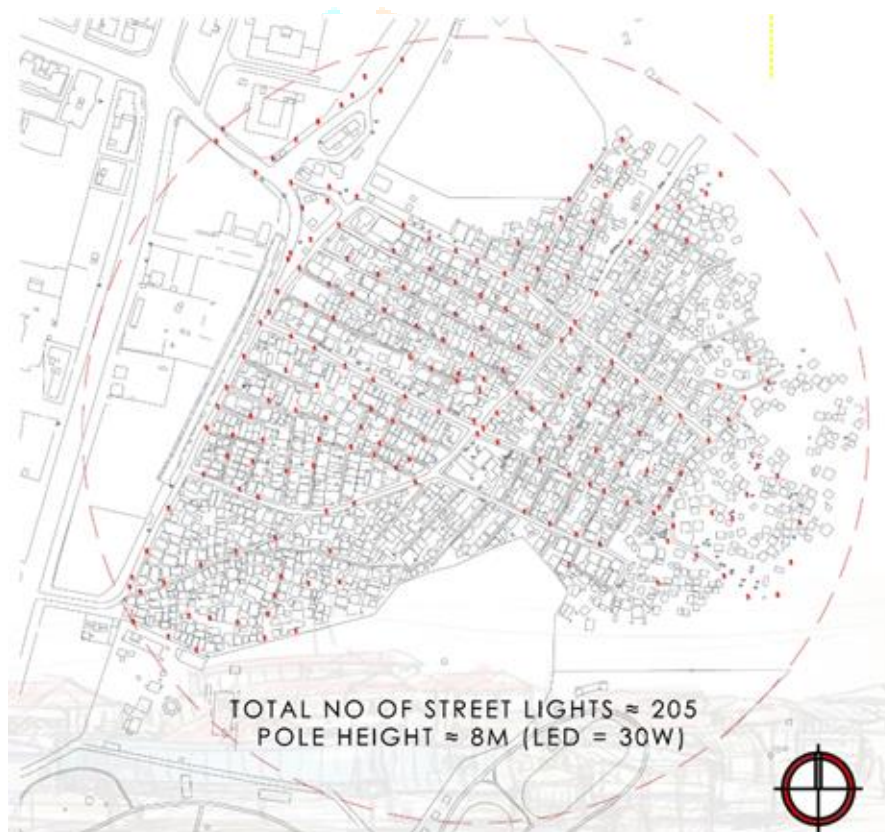 TOTAL NO OF STREET LIGHTS ≈ 205
POLE HEIGHT ≈ 8M (LED = 30W)